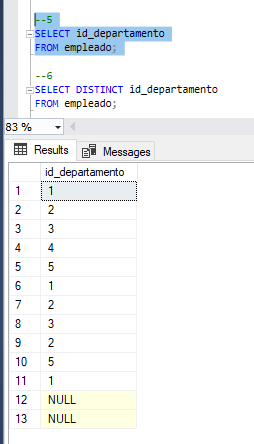 --5
SELECT id_departamento
FROM empleado;
--6
SELECT DISTINCT id_departamento
FROM empleado;
83 %
Results Messages
id_departamento
1 1
2 2
3 3
4 4
5 5
6 1
7 2
8 3
9 2
10 5
11 1
12 NULL
13 NULL